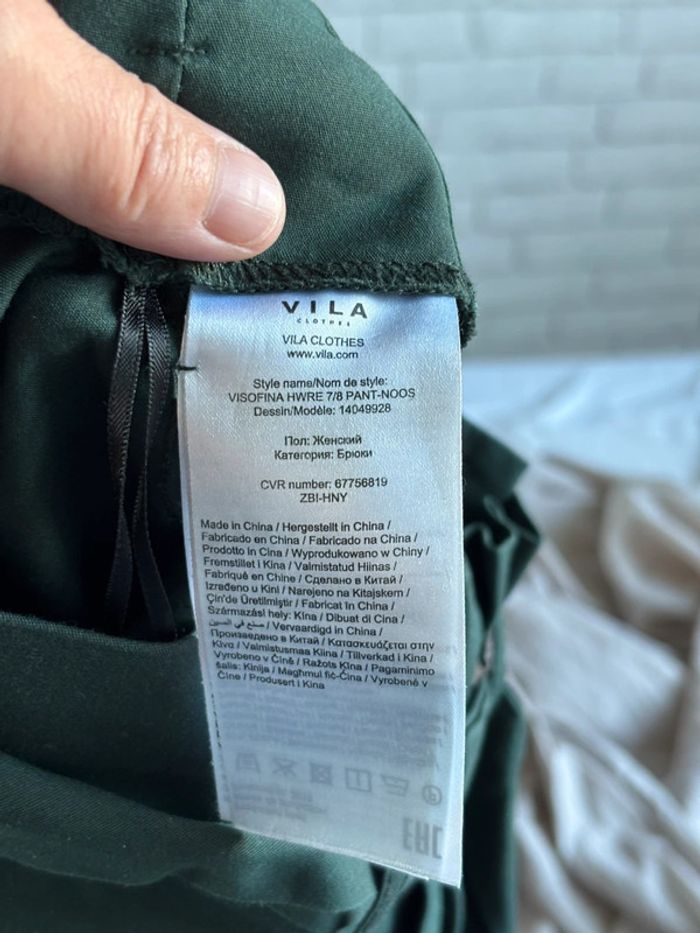 VILA
CLOTHES
VILA CLOTHES
www.vila.com
Style name/Nom de style:
VISOFINA HWRE 7/8 PANT-NOOS
Dessin/Modèle: 14049928
Пол: Женский
Категория: Брюки
CVR number: 67756819
ZBI-HNY
Made in China / Hergestellt in China /
Fabricado en China / Fabricado na China /
Prodotto in Cina / Wyprodukowano w Chiny /
Fremstillet i Kina / Valmistatud Hiinas /
Fabriqué en Chine / Сделано в Китай /
Izrađeno u Kini / Narejeno na Kitajskem /
Çin'de Üretilmiştir / Fabricat în China /
Származási hely: Kína / Dibuat di Cina /
صنع في الصين / Vervaardigd in China /
Произведено в Китай / Κατασκευάζεται στην
Κίνα / Valmistusmaa Kiina / Tillverkad i Kina /
Vyrobeno v Číně / Ražots Ķīna / Pagaminimo
šalis: Kinija / Magħmul fiċ-Ċina / Vyrobené v
Číne / Produsert i Kina
EAC